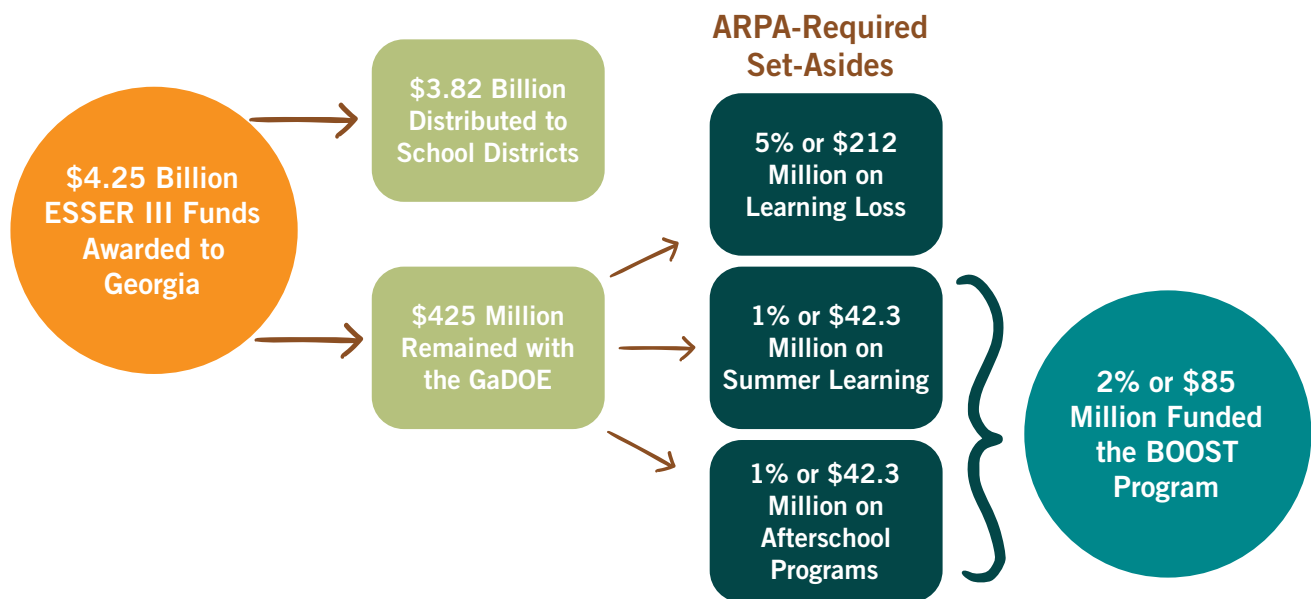 $4.25 Billion
ESSER III Funds
Awarded to
Georgia
$3.82 Billion
Distributed to
School Districts
$425 Million
Remained with
the GaDOE
ARPA-Required
Set-Asides
5% or $212
Million on
Learning Loss
1% or $42.3
Million on
Summer Learning
1% or $42.3
Million on
Afterschool
Programs
2% or $85
Million Funded
the BOOST
Program